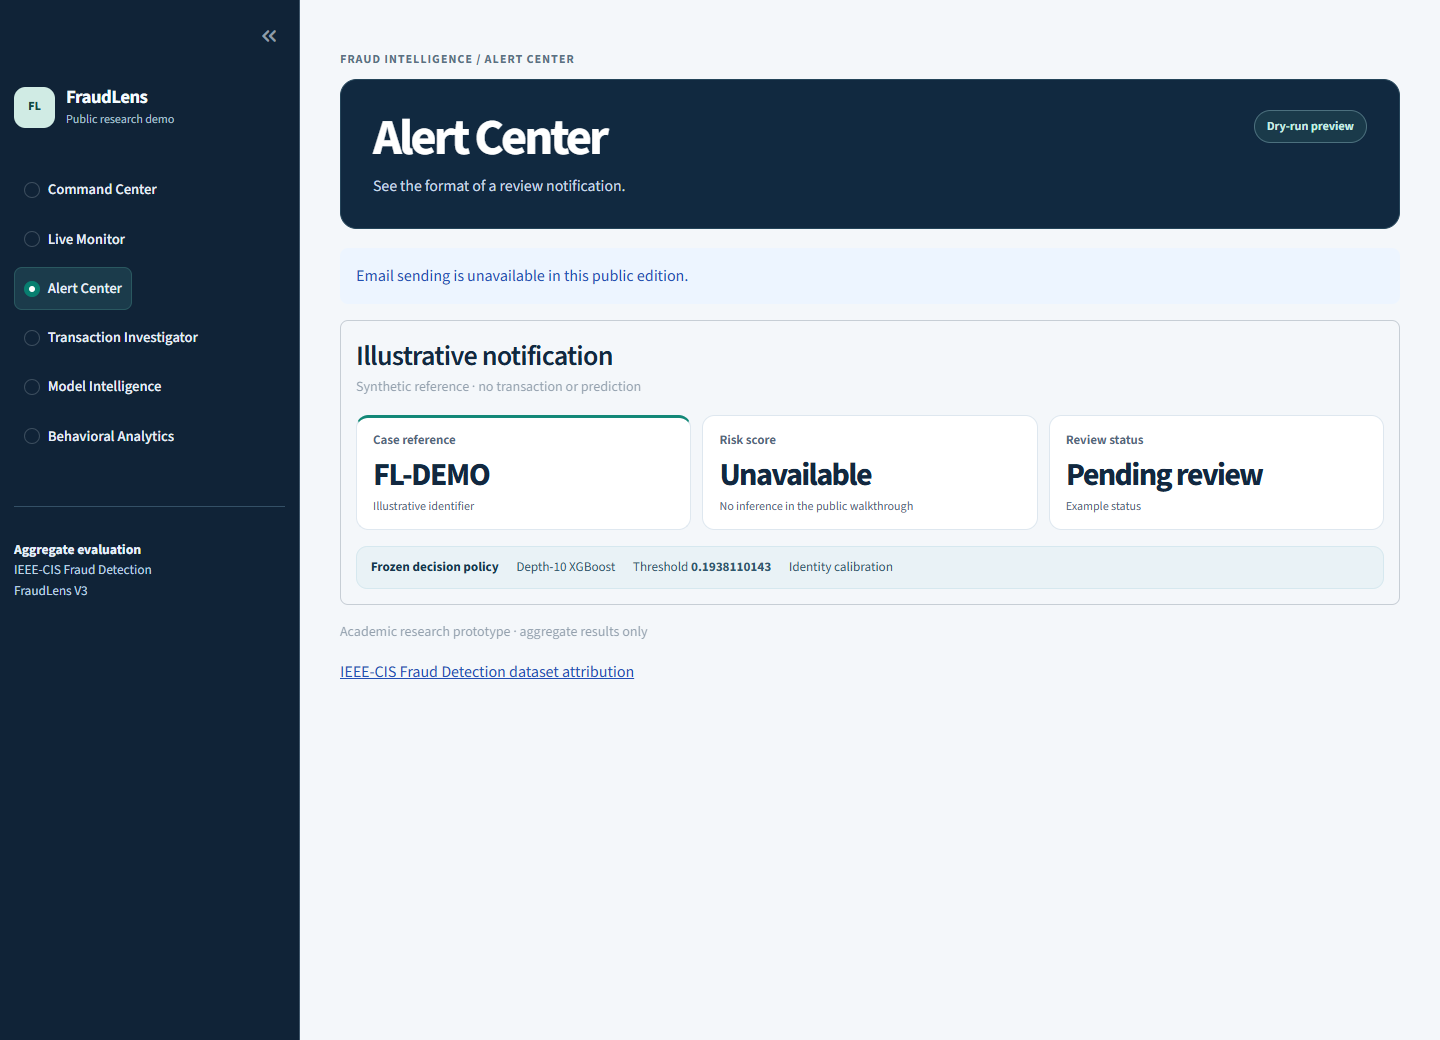 FL
FraudLens
Public research demo
Command Center
Live Monitor
Alert Center
Transaction Investigator
Model Intelligence
Behavioral Analytics
Aggregate evaluation
IEEE-CIS Fraud Detection
FraudLens V3
FRAUD INTELLIGENCE / ALERT CENTER
Alert Center
Dry-run preview
See the format of a review notification.
Email sending is unavailable in this public edition.
Illustrative notification
Synthetic reference · no transaction or prediction
Case reference
FL-DEMO
Illustrative identifier
Risk score
Unavailable
No inference in the public walkthrough
Review status
Pending review
Example status
Frozen decision policy Depth-10 XGBoost Threshold 0.1938110143 Identity calibration
Academic research prototype · aggregate results only
IEEE-CIS Fraud Detection dataset attribution